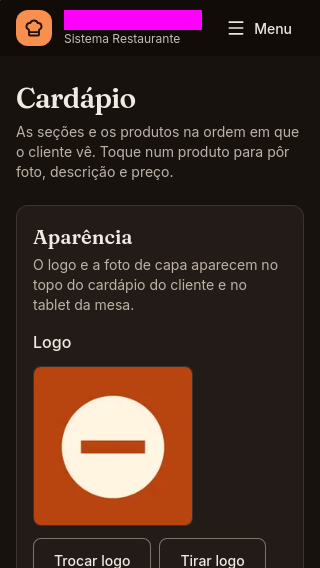 Sistema Restaurante
Menu
Cardápio
As seções e os produtos na ordem em que
o cliente vê. Toque num produto para pôr
foto, descrição e preço.
Aparência
O logo e a foto de capa aparecem no
topo do cardápio do cliente e no
tablet da mesa.
Logo
Trocar logo
Tirar logo